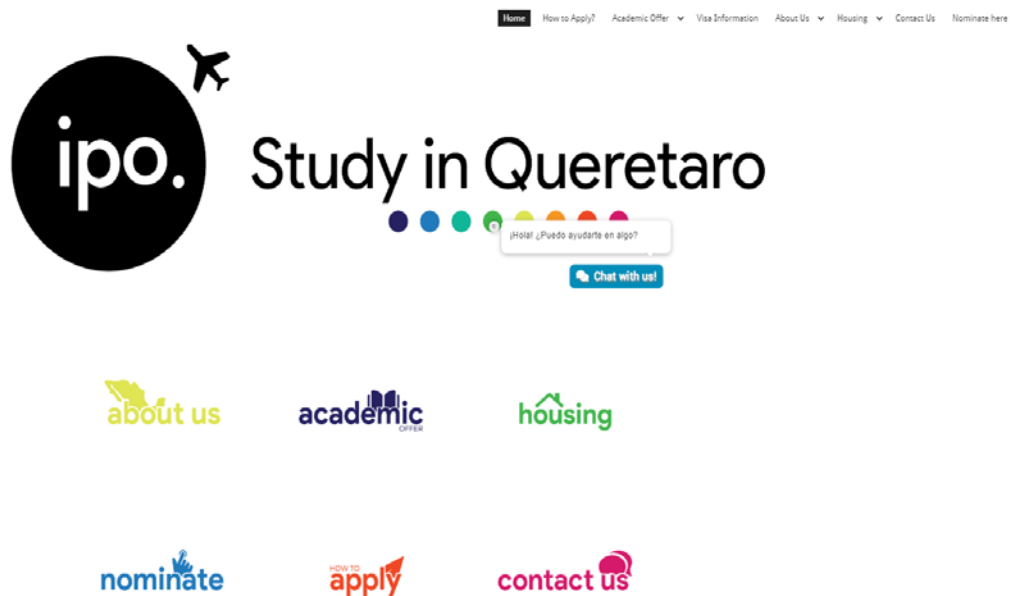 Home How to Apply? Academic Offer Visa Information About Us Housing Contact Us Nominate here
ipo.
Study in Queretaro
¡Hola! ¿Puedo ayudarte en algo?
Chat with us!
about us
academic
OFFER
housing
nominate
HOW TO
apply
contact us